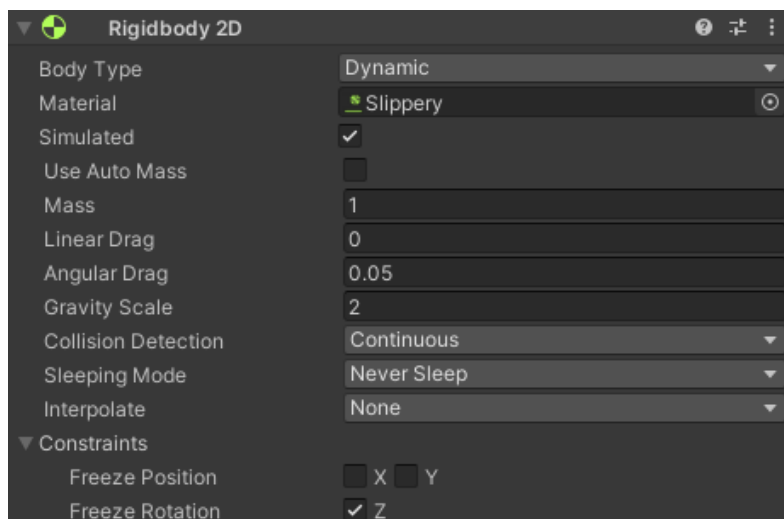 Rigidbody 2D
Body Type Dynamic
Material Slippery
Simulated
Use Auto Mass
Mass 1
Linear Drag 0
Angular Drag 0.05
Gravity Scale 2
Collision Detection Continuous
Sleeping Mode Never Sleep
Interpolate None
Constraints
Freeze Position X Y
Freeze Rotation Z